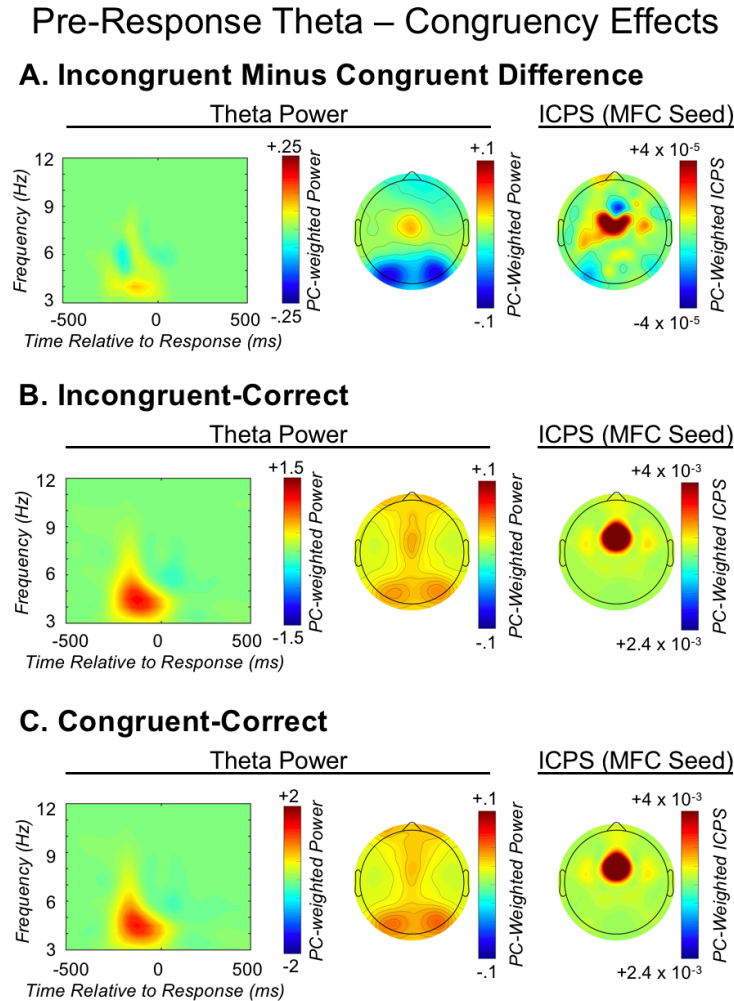 Pre-Response Theta – Congruency Effects
A. Incongruent Minus Congruent Difference
Theta Power
ICPS (MFC Seed)
12
9
6
3
Frequency (Hz)
-500
0
500
Time Relative to Response (ms)
+.25
-.25
PC-weighted Power
+.1
-.1
PC-Weighted Power
+4 x 10-5
-4 x 10-5
PC-Weighted ICPS
B. Incongruent-Correct
Theta Power
ICPS (MFC Seed)
12
9
6
3
Frequency (Hz)
-500
0
500
Time Relative to Response (ms)
+1.5
-1.5
PC-weighted Power
+.1
-.1
PC-Weighted Power
+4 x 10-3
+2.4 x 10-3
PC-Weighted ICPS
C. Congruent-Correct
Theta Power
ICPS (MFC Seed)
12
9
6
3
Frequency (Hz)
-500
0
500
Time Relative to Response (ms)
+2
-2
PC-weighted Power
+.1
-.1
PC-Weighted Power
+4 x 10-3
+2.4 x 10-3
PC-Weighted ICPS